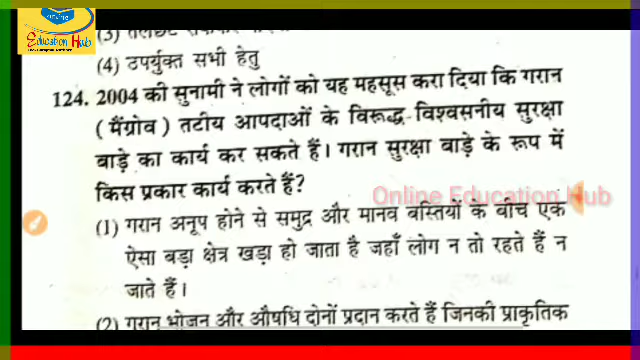 Online
Education Hub
(3)
(4) उपर्युक्त सभी हेतु
124. 2004 की सुनामी ने लोगों को यह महसूस करा दिया कि गरान
(मैंग्रोव) तटीय आपदाओं के विरूद्ध विश्वसनीय सुरक्षा
बाड़े का कार्य कर सकते हैं। गरान सुरक्षा बाड़े के रूप में
किस प्रकार कार्य करते हैं?
Online Education Hub
(1) गरान अनूप होने से समुद्र और मानव बस्तियों के बीच एक
ऐसा बड़ा क्षेत्र खड़ा हो जाता है जहाँ लोग न तो रहते हैं न
जाते हैं।
(2) गरान भोजन और औषधि दोनों प्रदान करते हैं जिनकी प्राकृतिक